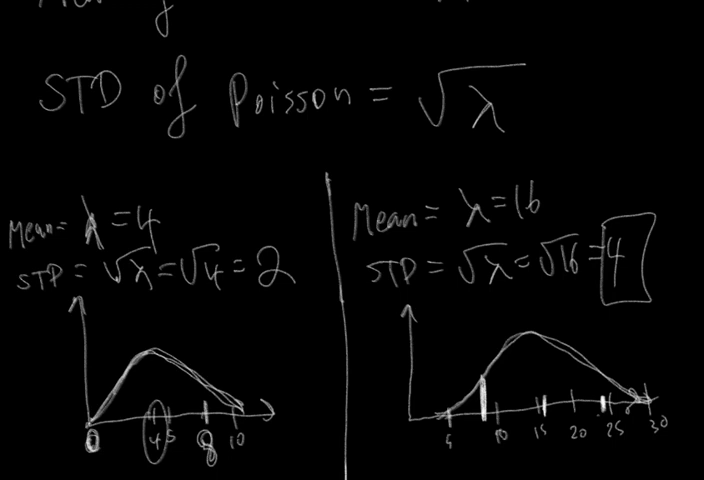 STD of Poisson = √λ
Mean = λ = 4
STD = √λ = √4 = 2
0 4 5 8 10
Mean = λ = 16
STD = √λ = √16 = 4
5 10 15 20 25 30